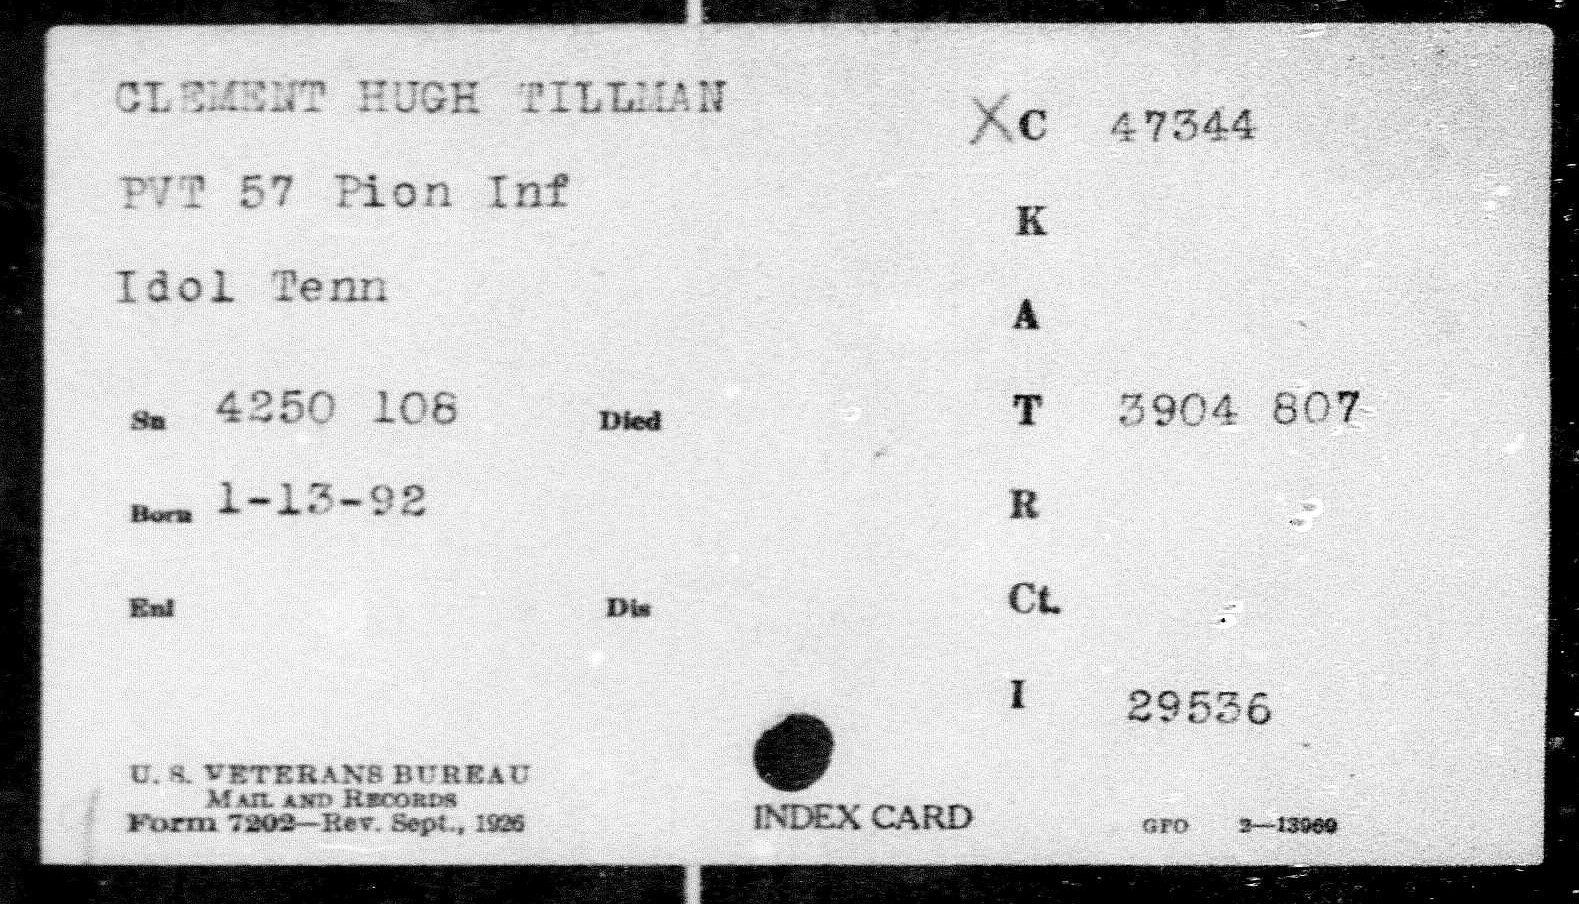 CLEMENT HUGH TILLMAN
XC 47344
PVT 57 Pion Inf
K
Idol Tenn
A
Sn 4250 108 Died
T 3904 807
Born 1-13-92
R
Enl Dis
Ct.
I 29536
U. S. VETERANS BUREAU
MAIL AND RECORDS
Form 7202—Rev. Sept., 1926
INDEX CARD
GPO 2—13969